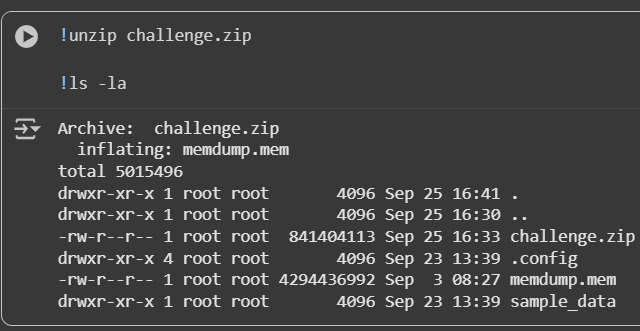 !unzip challenge.zip
!ls -la
Archive:  challenge.zip
  inflating: memdump.mem
total 5015496
drwxr-xr-x 1 root root       4096 Sep 25 16:41 .
drwxr-xr-x 1 root root       4096 Sep 25 16:30 ..
-rw-r--r-- 1 root root  841404113 Sep 25 16:33 challenge.zip
drwxr-xr-x 4 root root       4096 Sep 23 13:39 .config
-rw-r--r-- 1 root root 4294436992 Sep  3 08:27 memdump.mem
drwxr-xr-x 1 root root       4096 Sep 23 13:39 sample_data